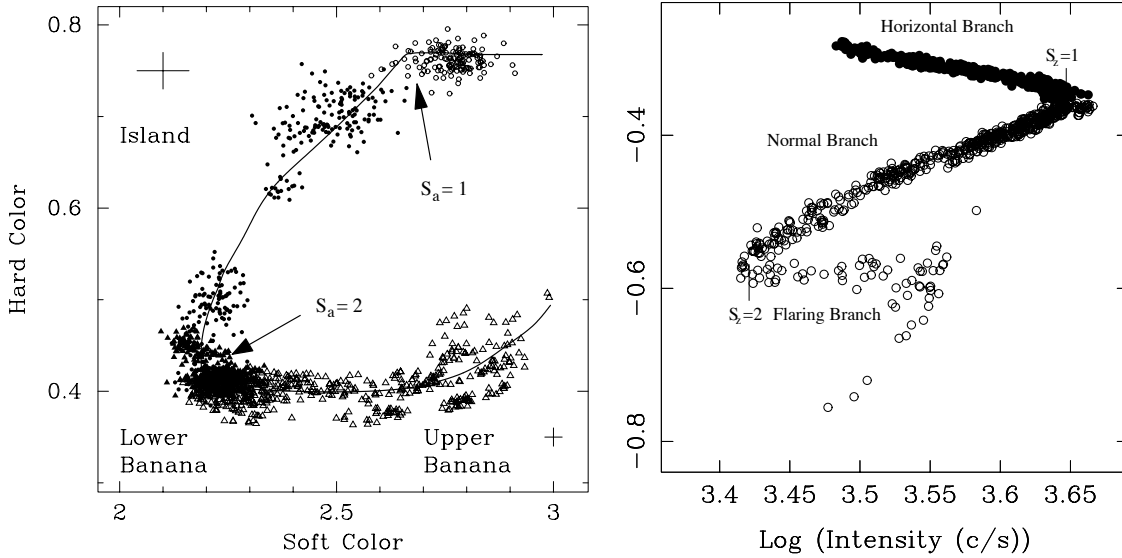 0.8
0.6
0.4
Hard Color
Island
S_a = 1
S_a = 2
Lower
Banana
Upper
Banana
2
2.5
3
Soft Color
Horizontal Branch
S_z=1
Normal Branch
S_z=2 Flaring Branch
−0.4
−0.6
−0.8
3.4
3.45
3.5
3.55
3.6
3.65
Log (Intensity (c/s))